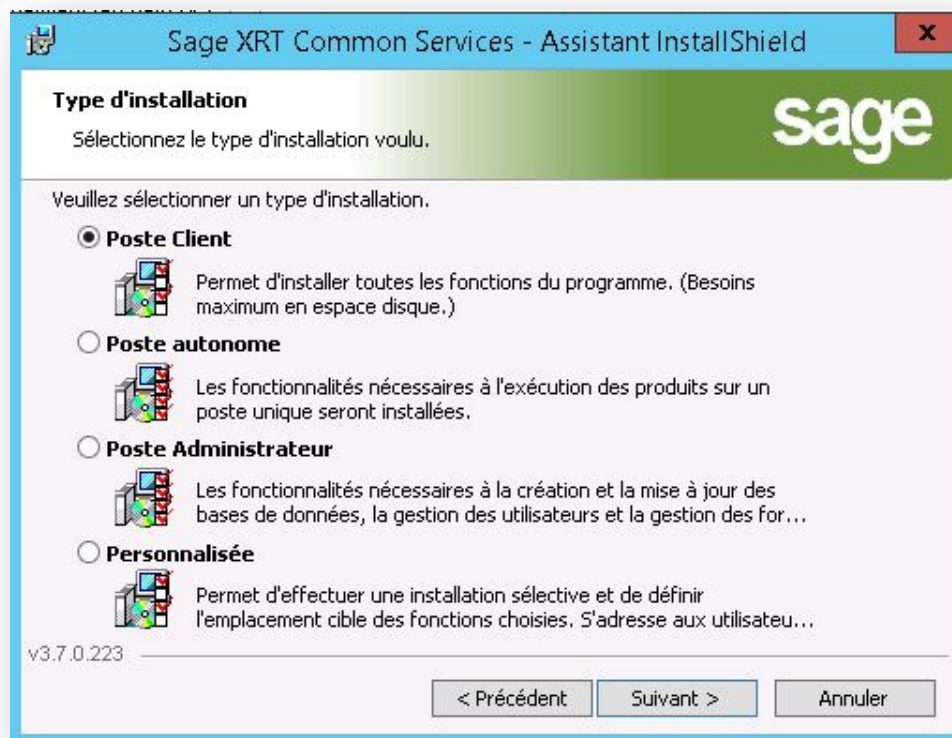 Sage XRT Common Services - Assistant InstallShield
x
Type d'installation
Sélectionnez le type d'installation voulu.
sage
Veuillez sélectionner un type d'installation.
Poste Client
Permet d'installer toutes les fonctions du programme. (Besoins
maximum en espace disque.)
Poste autonome
Les fonctionnalités nécessaires à l'exécution des produits sur un
poste unique seront installées.
Poste Administrateur
Les fonctionnalités nécessaires à la création et la mise à jour des
bases de données, la gestion des utilisateurs et la gestion des for...
Personnalisée
Permet d'effectuer une installation sélective et de définir
l'emplacement cible des fonctions choisies. S'adresse aux utilisateu...
v3.7.0.223
< Précédent
Suivant >
Annuler